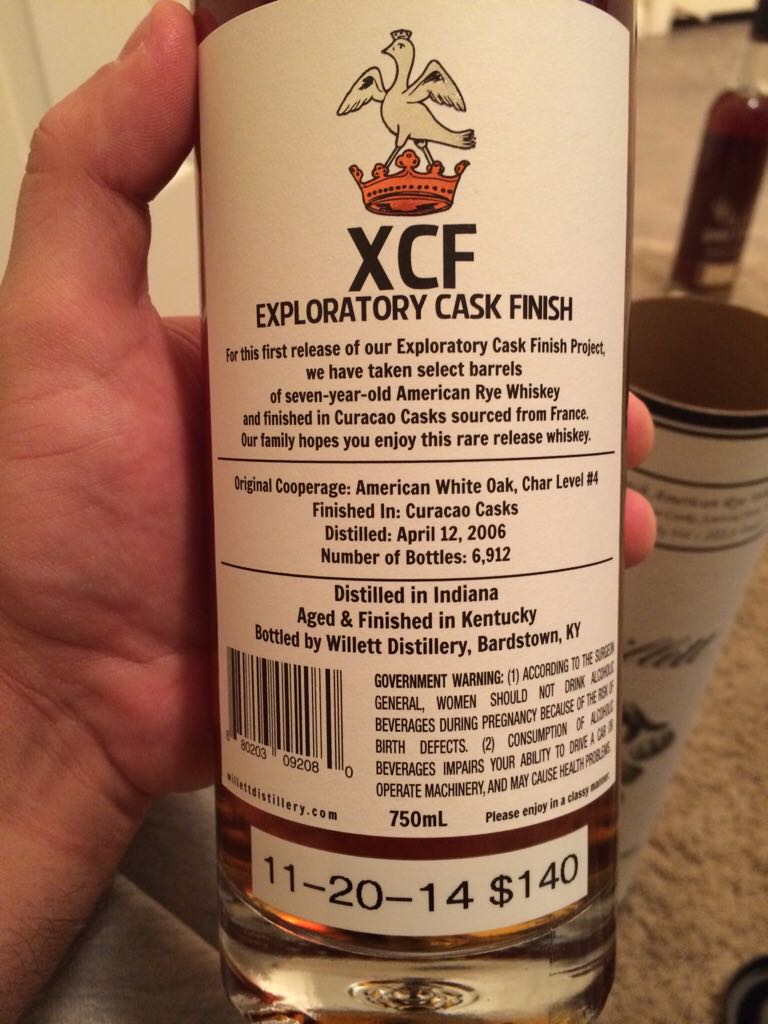 XCF
EXPLORATORY CASK FINISH
For this first release of our Exploratory Cask Finish Project,
we have taken select barrels
of seven-year-old American Rye Whiskey
and finished in Curacao Casks sourced from France.
Our family hopes you enjoy this rare release whiskey.
Original Cooperage: American White Oak, Char Level #4
Finished In: Curacao Casks
Distilled: April 12, 2006
Number of Bottles: 6,912
Distilled in Indiana
Aged & Finished in Kentucky
Bottled by Willett Distillery, Bardstown, KY
GOVERNMENT WARNING: (1) ACCORDING TO THE SURGEON
GENERAL, WOMEN SHOULD NOT DRINK ALCOHOLIC
BEVERAGES DURING PREGNANCY BECAUSE OF THE RISK OF
BIRTH DEFECTS. (2) CONSUMPTION OF ALCOHOLIC
BEVERAGES IMPAIRS YOUR ABILITY TO DRIVE A CAR OR
OPERATE MACHINERY, AND MAY CAUSE HEALTH PROBLEMS.
80203 09208 0
willettdistillery.com
750mL
Please enjoy in a classy manner.
11-20-14 $140